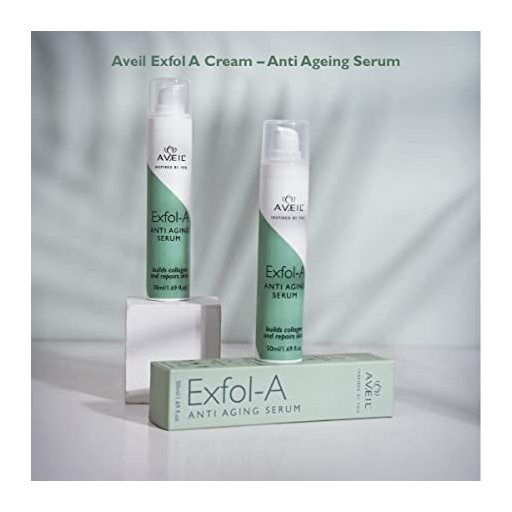 Aveil Exfol A Cream – Anti Ageing Serum
AVEIL
INSPIRED BY YOU
Exfol-A
ANTI AGING
SERUM
builds collagen
and repairs skin
50ml/1.69 fl.oz
AVEIL
INSPIRED BY YOU
Exfol-A
ANTI AGING
SERUM
builds collagen
and repairs skin
50ml/1.69 fl.oz
50ml/1.69 fl.oz
Exfol-A
ANTI AGING SERUM
AVEIL
INSPIRED BY YOU